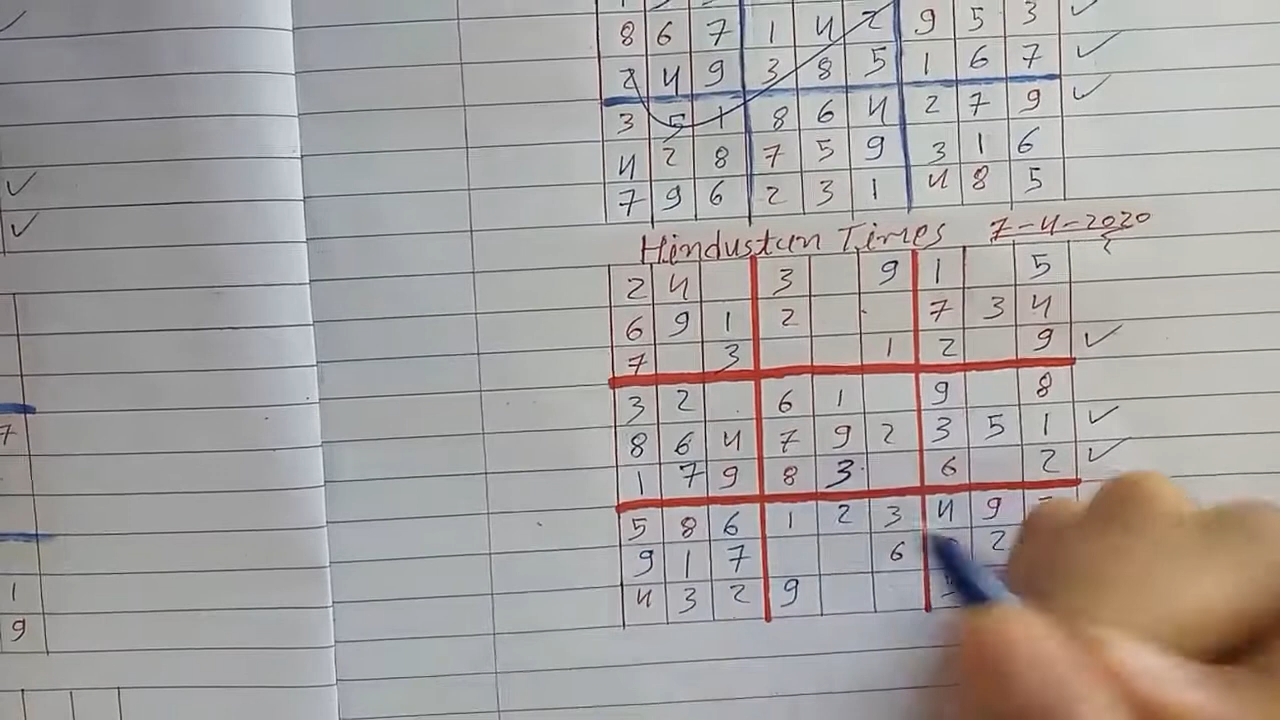 8 6 7 1 4 2 9 5 3 ✓
2 4 9 3 8 5 1 6 7 ✓
3 5 1 8 6 4 2 7 9 ✓
4 2 8 7 5 9 3 1 6
7 9 6 2 3 1 4 8 5
Hindustan Times 7-4-2020
2 4 3 9 1 5
6 9 1 2 7 3 4
7 3 1 2 9 ✓
3 2 6 1 9 8
8 6 4 7 9 2 3 5 1 ✓
1 7 9 8 3 6 2 ✓
5 8 6 1 2 3 4 9
9 1 7 6 2
4 3 2 9
7
1
9